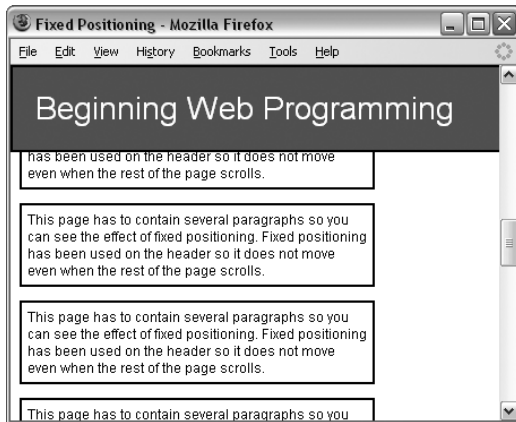 Fixed Positioning - Mozilla Firefox
File Edit View History Bookmarks Tools Help
Beginning Web Programming
has been used on the header so it does not move
even when the rest of the page scrolls.
This page has to contain several paragraphs so you
can see the effect of fixed positioning. Fixed positioning
has been used on the header so it does not move
even when the rest of the page scrolls.
This page has to contain several paragraphs so you
can see the effect of fixed positioning. Fixed positioning
has been used on the header so it does not move
even when the rest of the page scrolls.
This page has to contain several paragraphs so you